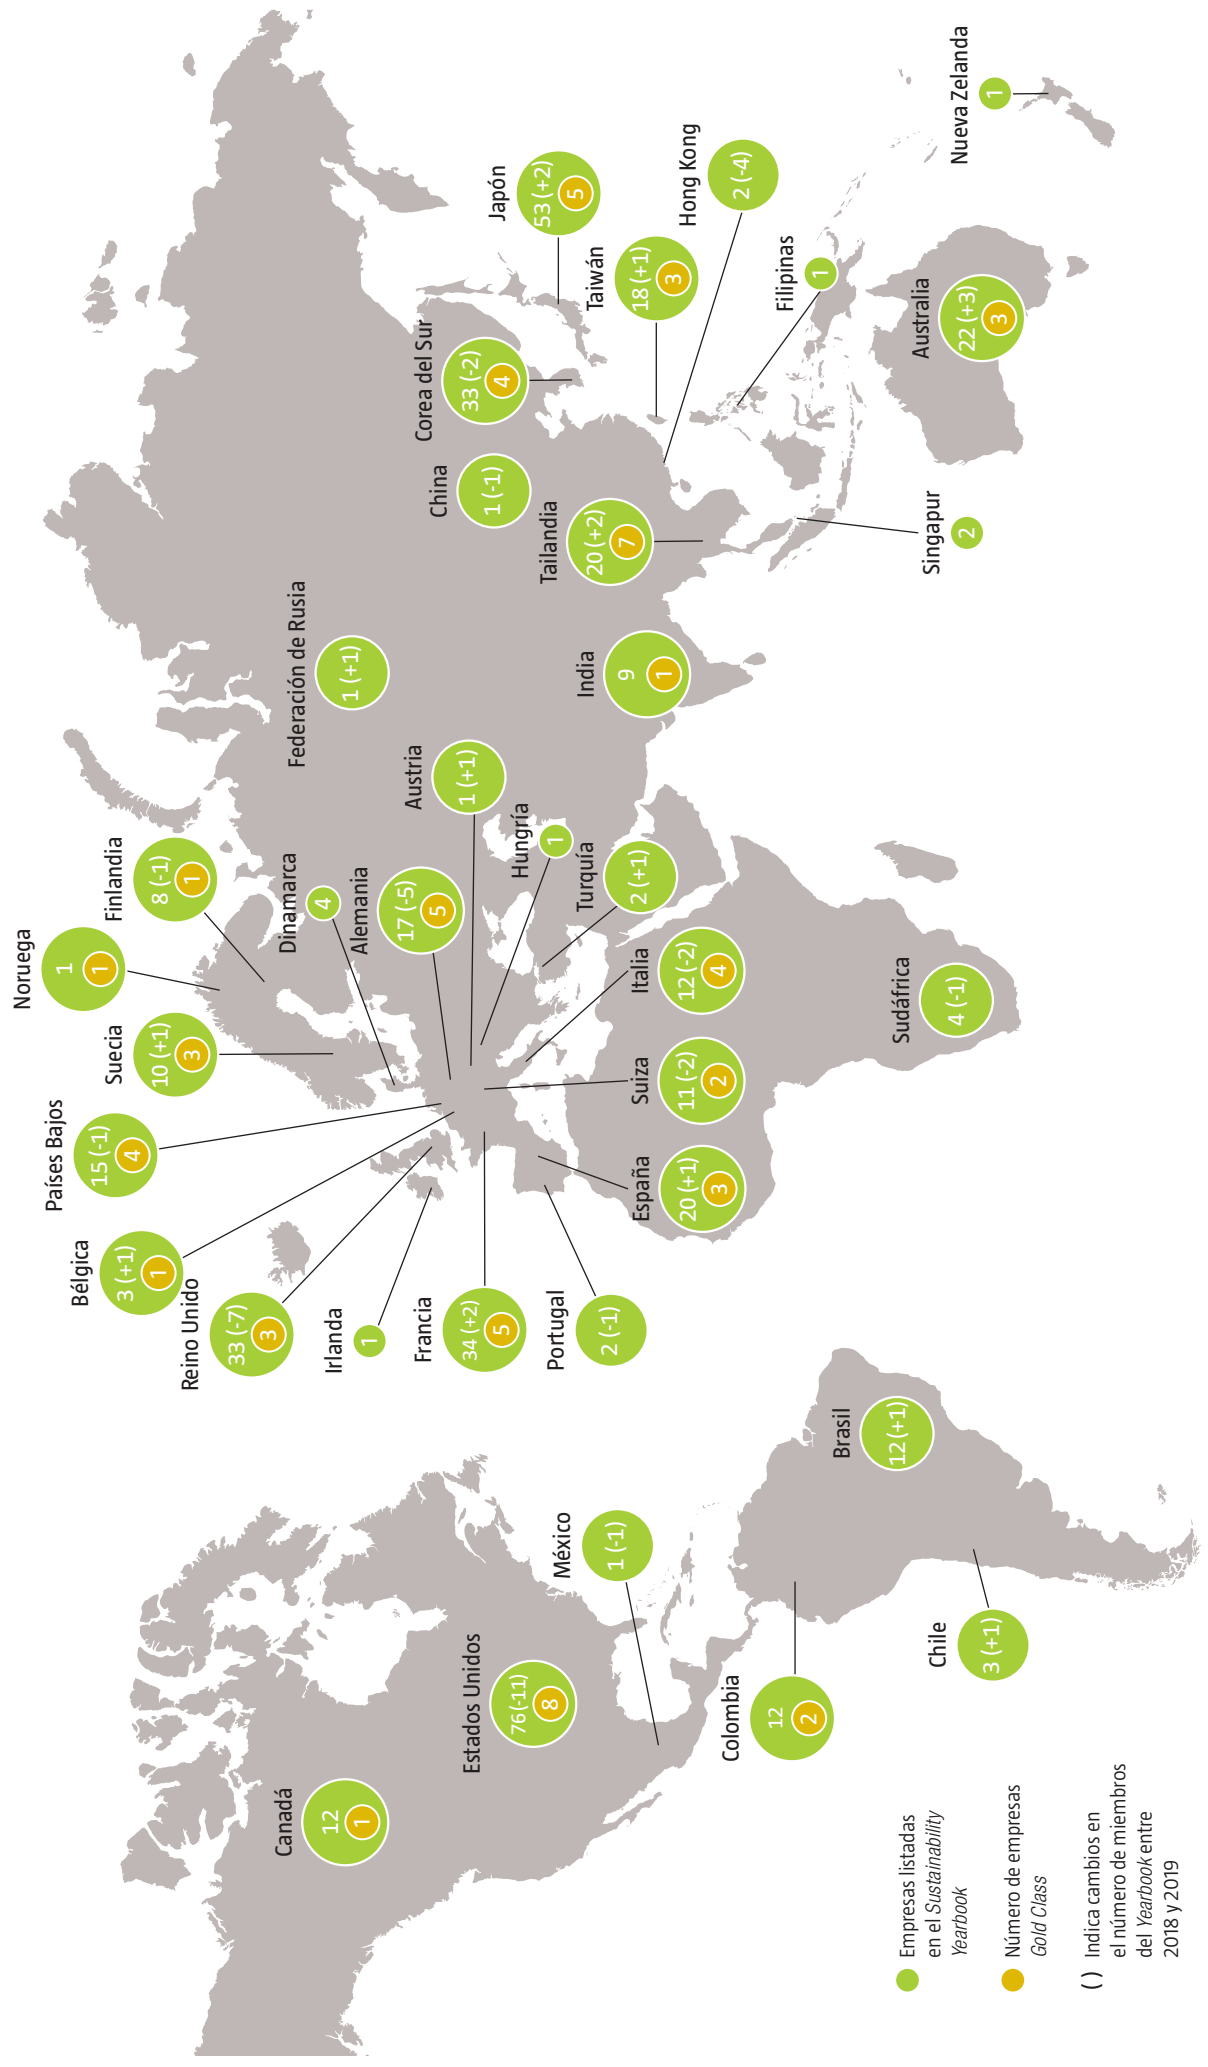 Canadá
12
1
Estados Unidos
76 (-11)
8
México
1 (-1)
Colombia
12
2
Chile
3 (+1)
Brasil
12 (+1)
Noruega
1
1
Finlandia
8 (-1)
1
Suecia
10 (+1)
3
Países Bajos
15 (-1)
4
Bélgica
3 (+1)
1
Reino Unido
33 (-7)
3
Irlanda
1
Francia
34 (+2)
5
Portugal
2 (-1)
España
20 (+1)
3
Suiza
11 (-2)
2
Italia
12 (-2)
4
Dinamarca
4
Alemania
17 (-5)
5
Austria
1 (+1)
Hungría
1
Turquía
2 (+1)
Sudáfrica
4 (-1)
Federación de Rusia
1 (+1)
India
9
1
China
1 (-1)
Tailandia
20 (+2)
7
Corea del Sur
33 (-2)
4
Japón
53 (+2)
5
Taiwán
18 (+1)
3
Hong Kong
2 (-4)
Filipinas
1
Singapur
2
Australia
22 (+3)
3
Nueva Zelanda
1
Empresas listadas
en el Sustainability
Yearbook
Número de empresas
Gold Class
( ) Indica cambios en
el número de miembros
del Yearbook entre
2018 y 2019